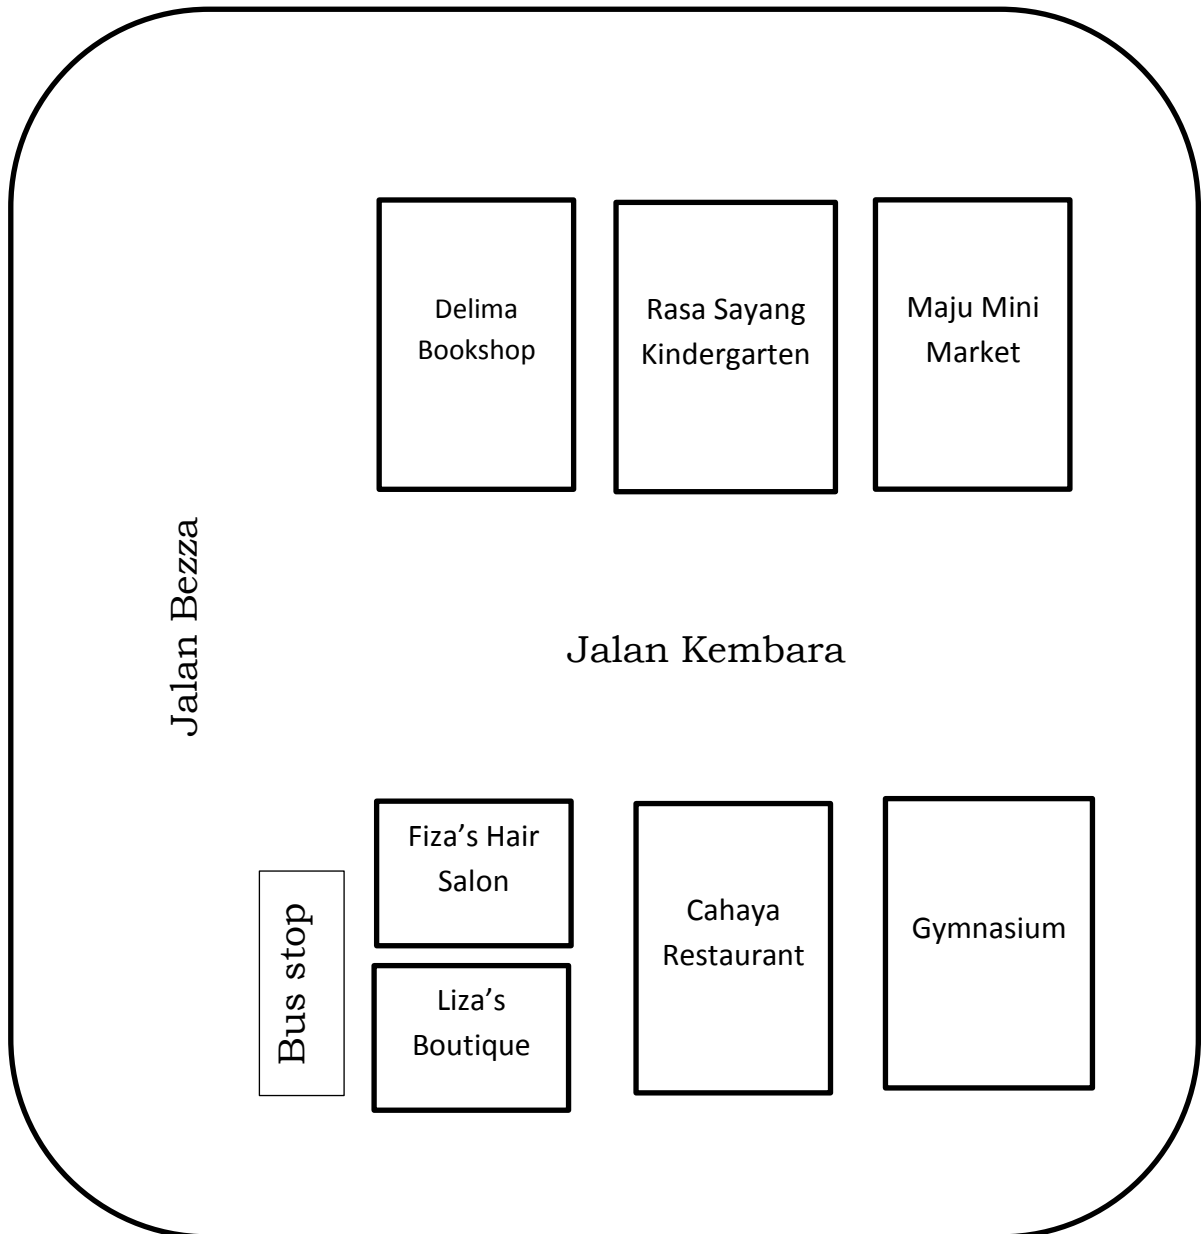 Delima
Bookshop
Rasa Sayang
Kindergarten
Maju Mini
Market
Jalan Bezza
Jalan Kembara
Bus stop
Fiza’s Hair
Salon
Liza’s
Boutique
Cahaya
Restaurant
Gymnasium